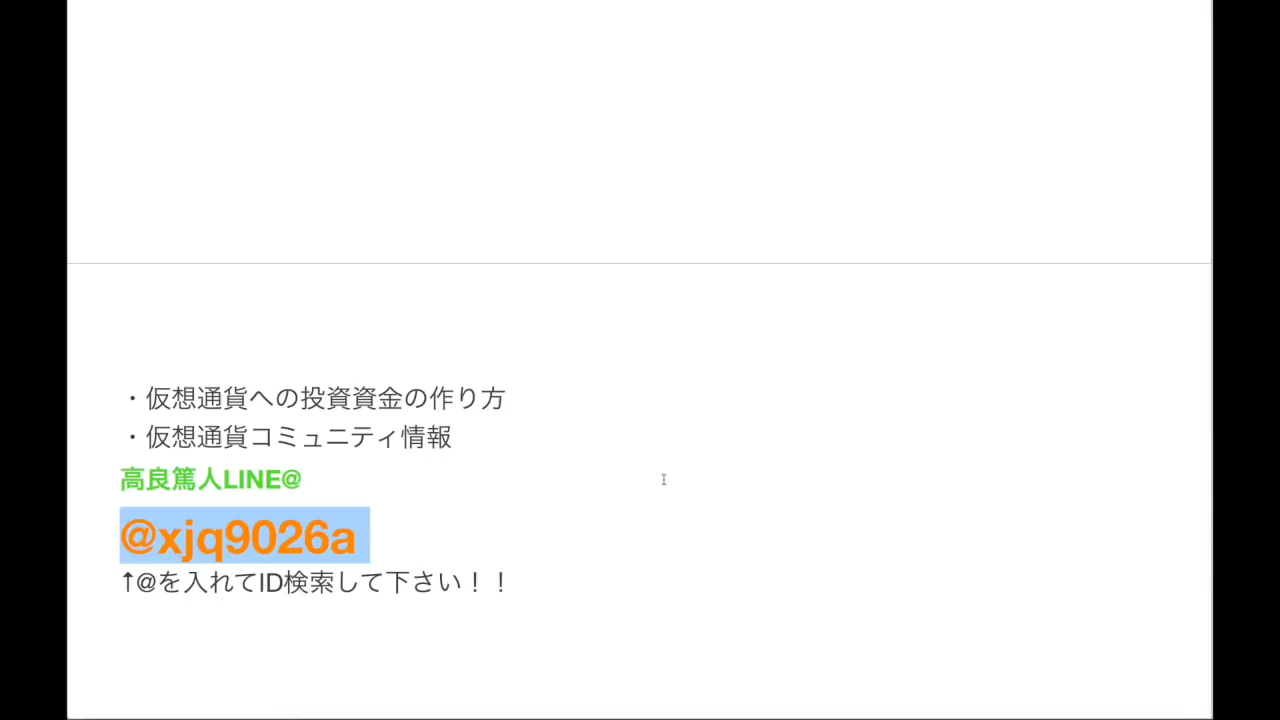 ・仮想通貨への投資資金の作り方
・仮想通貨コミュニティ情報
高良篤人LINE@
@xjq9026a
↑@を入れてID検索して下さい！！